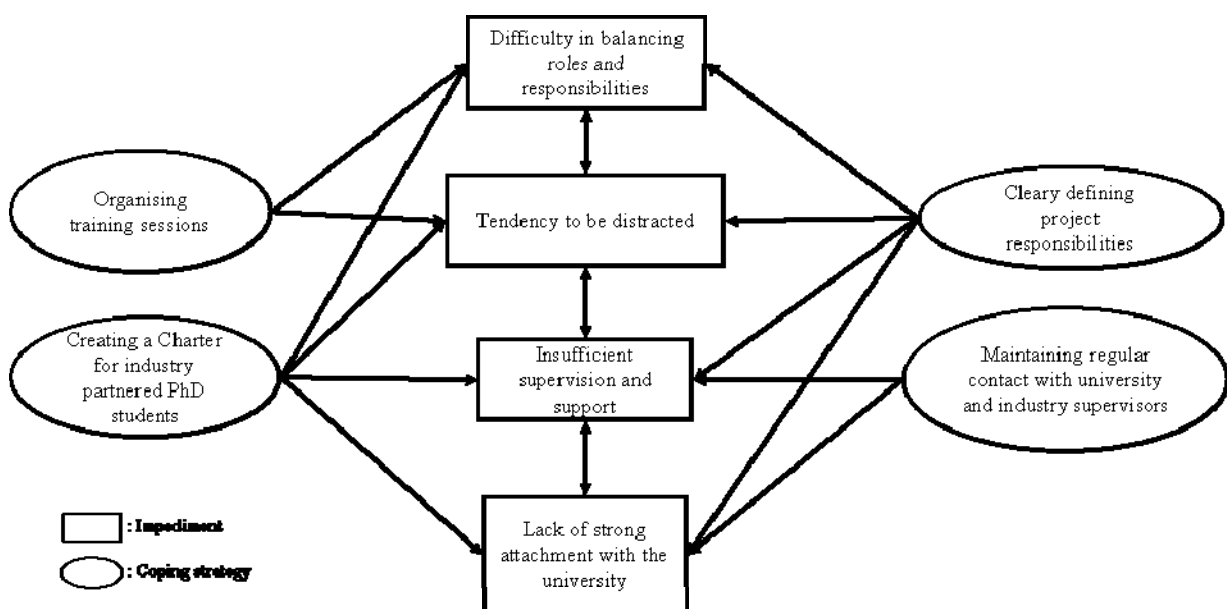 Difficulty in balancing
roles and
responsibilities
Organising
training sessions
Tendency to be distracted
Cleary defining
project
responsibilities
Creating a Charter
for industry
partnered PhD
students
Insufficient
supervision and
support
Maintaining regular
contact with university
and industry supervisors
Lack of strong
attachment with the
university
: Impediment
: Coping strategy